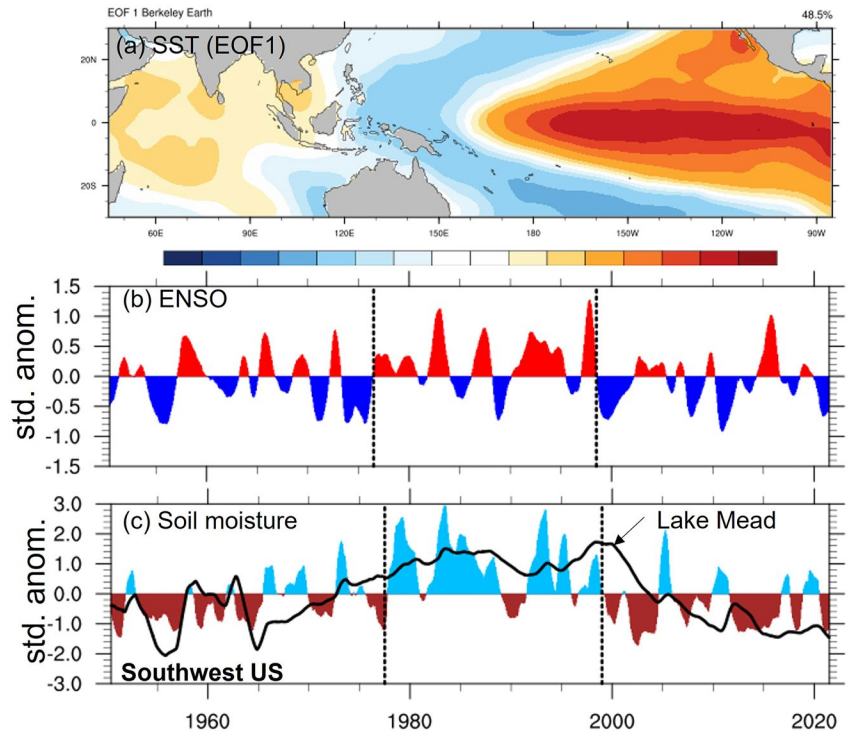 EOF 1 Berkeley Earth 48.5%
(a) SST (EOF1)
20N
0
20S
60E 90E 120E 150E 180 150W 120W 90W
(b) ENSO
std. anom.
1.5
1.0
0.5
0.0
-0.5
-1.0
-1.5
(c) Soil moisture
Lake Mead
std. anom.
3.0
2.0
1.0
0.0
-1.0
-2.0
-3.0
Southwest US
1960 1980 2000 2020